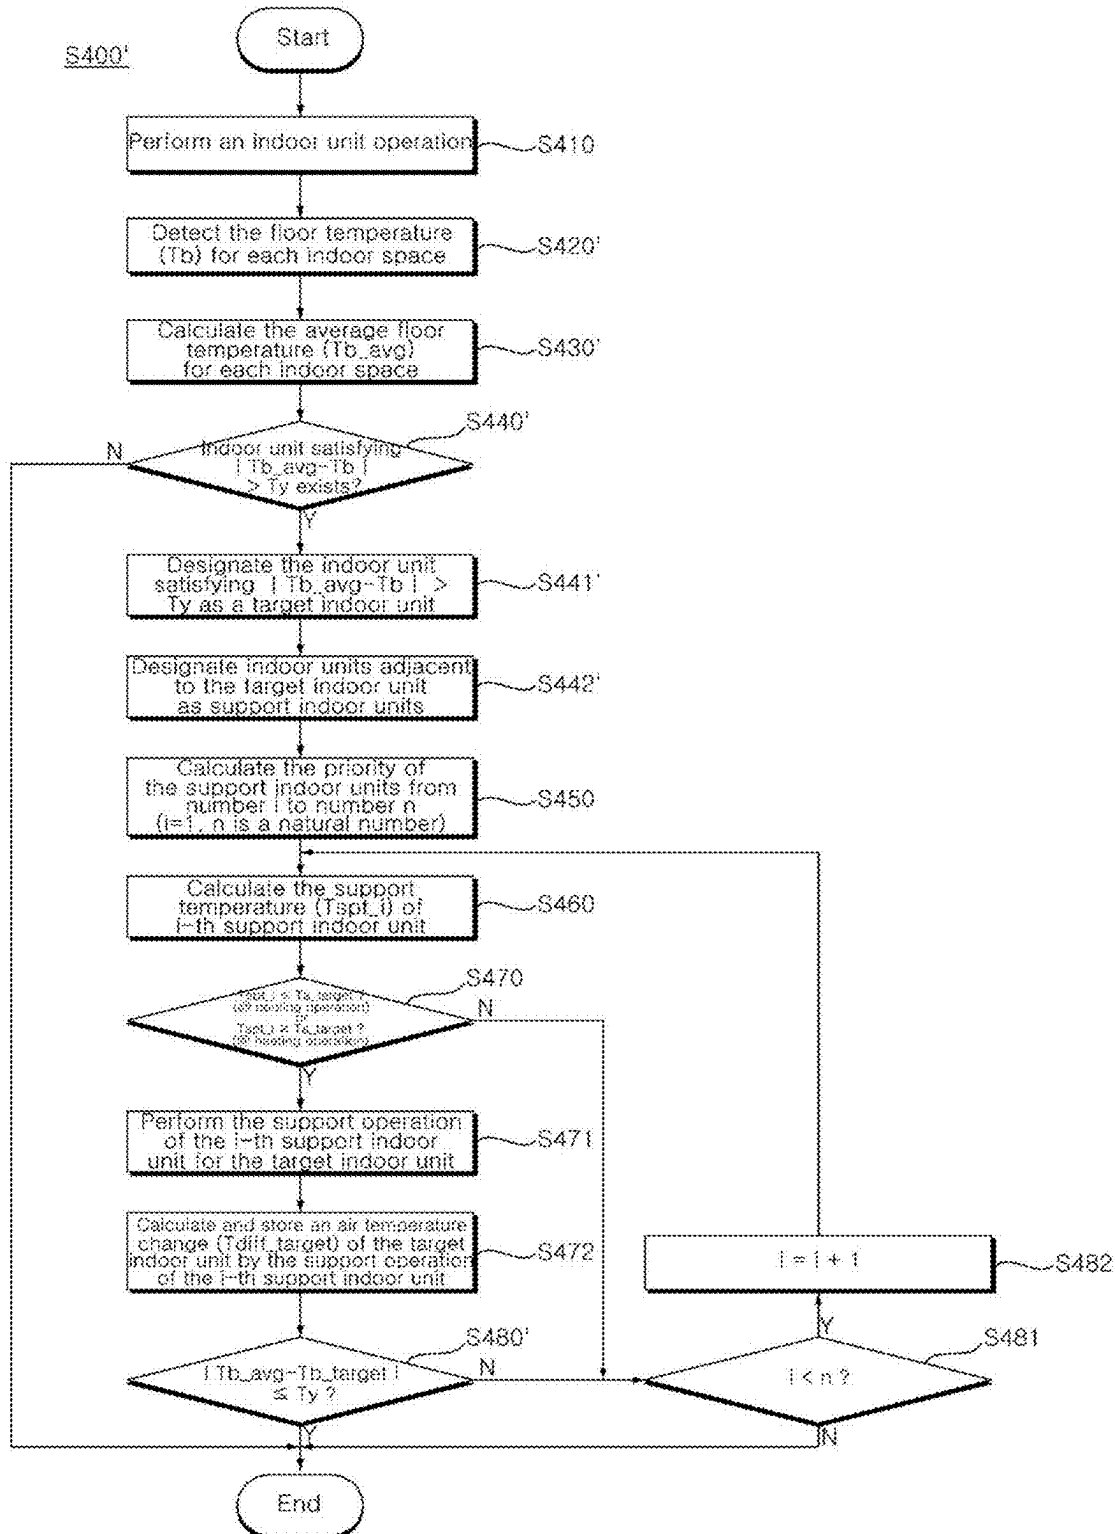 Start
S400'
Perform an indoor unit operation
S410
Detect the floor temperature
(Tb) for each indoor space
S420'
Calculate the average floor
temperature (Tb_avg)
for each indoor space
S430'
S440'
N
Indoor unit satisfying
| Tb_avg-Tb |
> Ty exists?
Y
Designate the indoor unit
satisfying | Tb_avg-Tb | >
Ty as a target indoor unit
S441'
Designate indoor units adjacent
to the target indoor unit
as support indoor units
S442'
Calculate the priority of
the support indoor units from
number i to number n
(i=1, n is a natural number)
S450
Calculate the support
temperature (Tspt_i) of
i-th support indoor unit
S460
S470
N
Tspt_i Ta_target ?
operation)
Tspt_i Ta_target ?
operation)
Y
Perform the support operation
of the i-th support indoor
unit for the target indoor unit
S471
Calculate and store an air temperature
change (Tdiff_target) of the target
indoor unit by the support operation
of the i-th support indoor unit
S472
i = i + 1
S482
S480'
Y
S481
| Tb_avg-Tb_target |
≤ Ty ?
N
i < n ?
Y
N
End